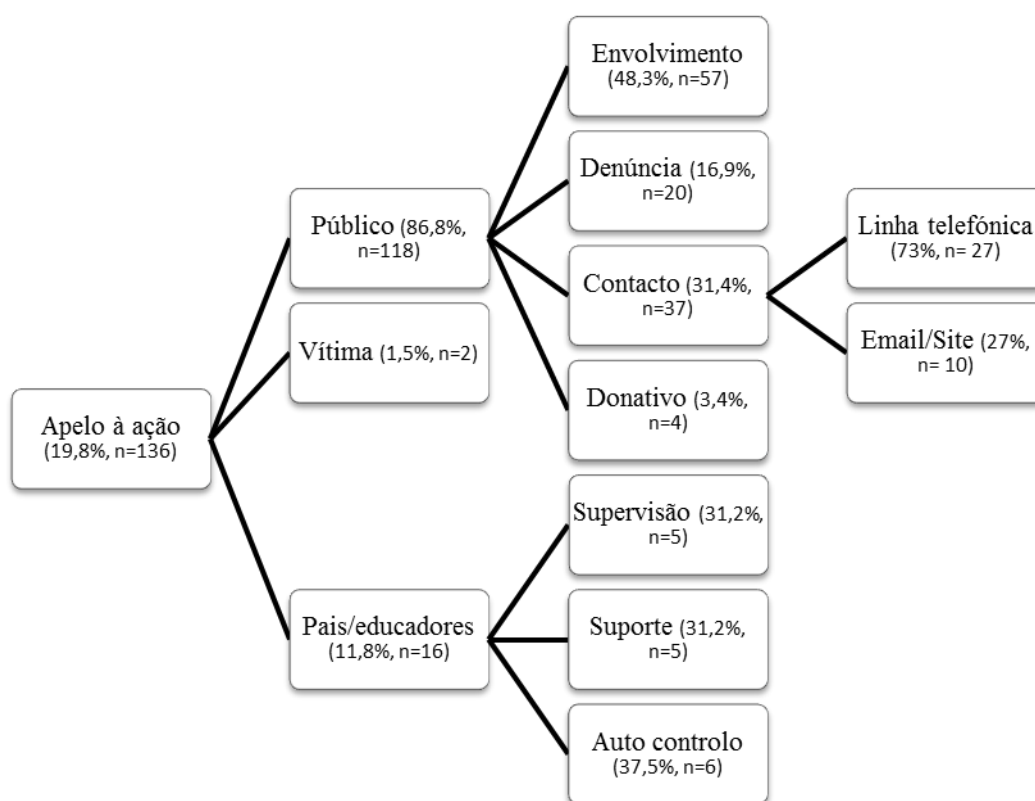 Envolvimento
(48,3%, n=57)
Denúncia (16,9%,
n=20)
Público (86,8%,
n=118)
Linha telefónica
(73%, n= 27)
Contacto (31,4%,
n=37)
Vítima (1,5%, n=2)
Email/Site (27%,
n= 10)
Donativo (3,4%,
n=4)
Apelo à ação
(19,8%, n=136)
Supervisão (31,2%,
n=5)
Pais/educadores
(11,8%, n=16)
Suporte (31,2%,
n=5)
Auto controlo
(37,5%, n=6)